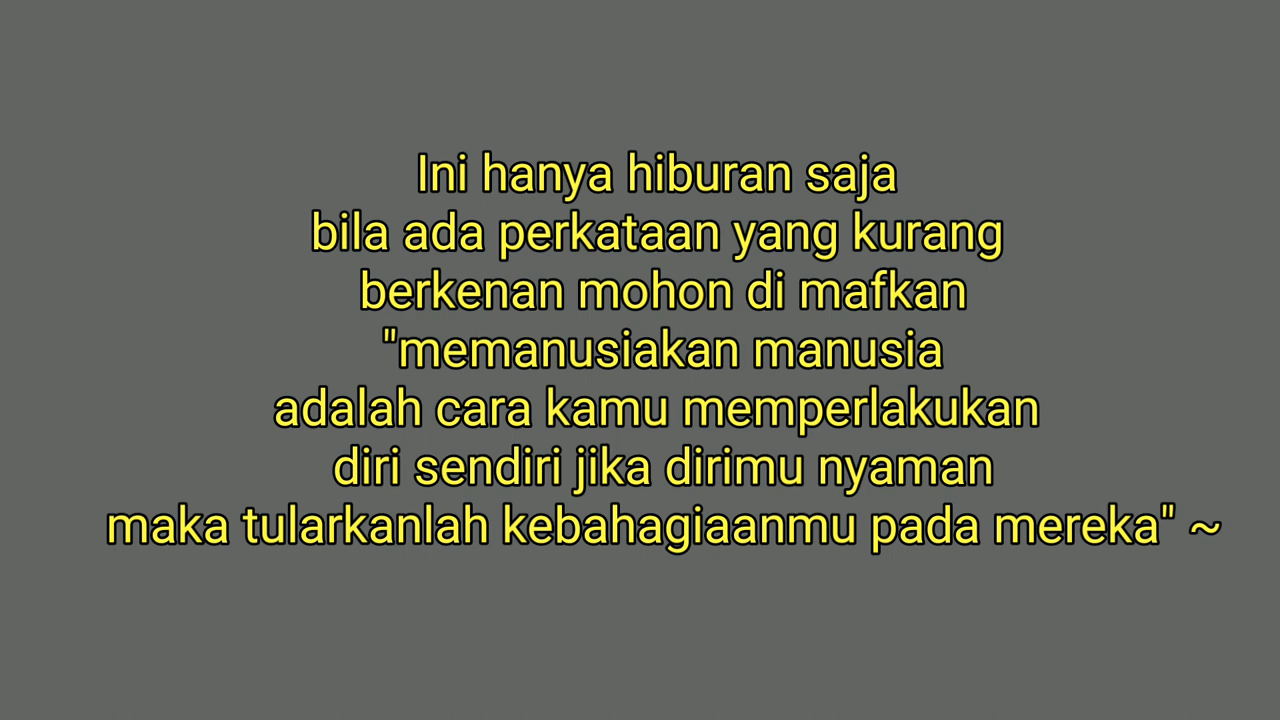 Ini hanya hiburan saja
bila ada perkataan yang kurang
berkenan mohon di mafkan
"memanusiakan manusia
adalah cara kamu memperlakukan
diri sendiri jika dirimu nyaman
maka tularkanlah kebahagiaanmu pada mereka" ~